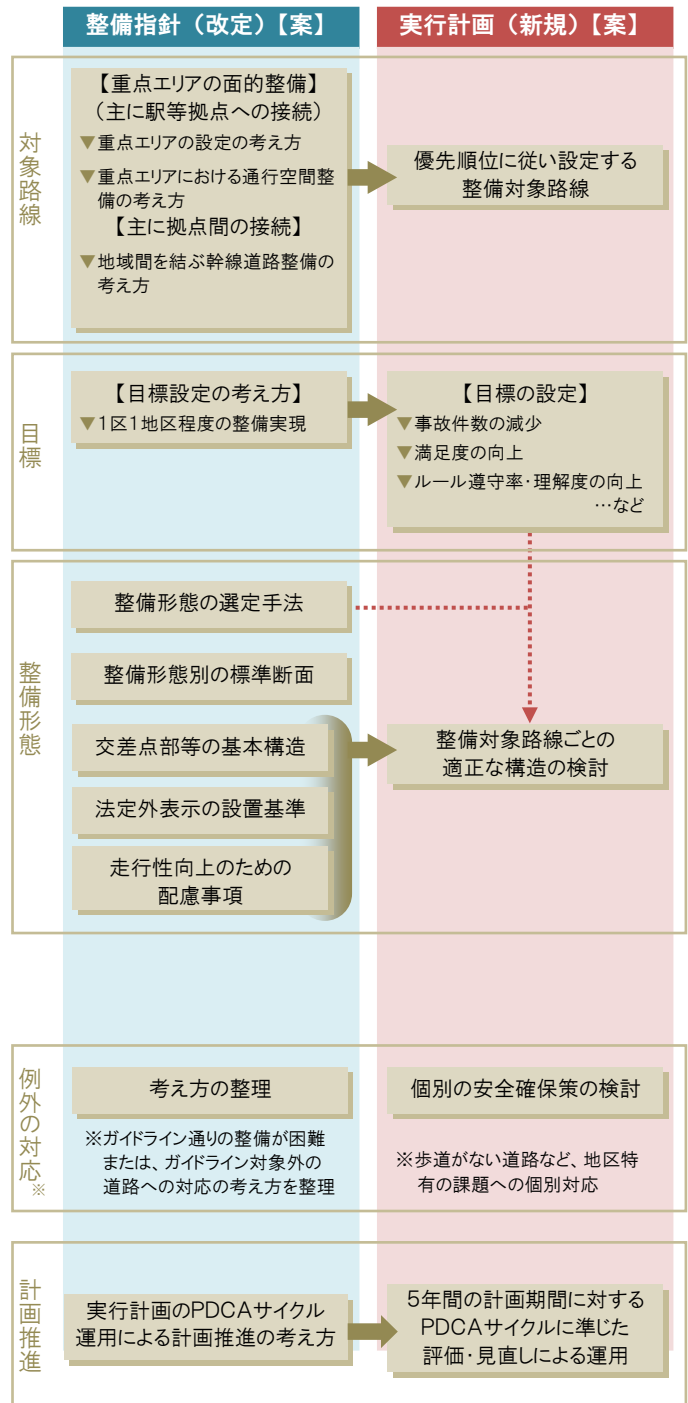 整備指針（改定）【案】
実行計画（新規）【案】
対象路線
【重点エリアの面的整備】
（主に駅等拠点への接続）
▼重点エリアの設定の考え方
▼重点エリアにおける通行空間整
備の考え方
【主に拠点間の接続】
▼地域間を結ぶ幹線道路整備の
考え方
優先順位に従い設定する
整備対象路線
目標
【目標設定の考え方】
▼1区1地区程度の整備実現
【目標の設定】
▼事故件数の減少
▼満足度の向上
▼ルール遵守率・理解度の向上
…など
整備形態
整備形態の選定手法
整備形態別の標準断面
交差点部等の基本構造
法定外表示の設置基準
走行性向上のための
配慮事項
整備対象路線ごとの
適正な構造の検討
例外の対応※
考え方の整理
※ガイドライン通りの整備が困難
または、ガイドライン対象外の
道路への対応の考え方を整理
個別の安全確保策の検討
※歩道がない道路など、地区特
有の課題への個別対応
計画推進
実行計画のPDCAサイクル
運用による計画推進の考え方
5年間の計画期間に対する
PDCAサイクルに準じた
評価・見直しによる運用